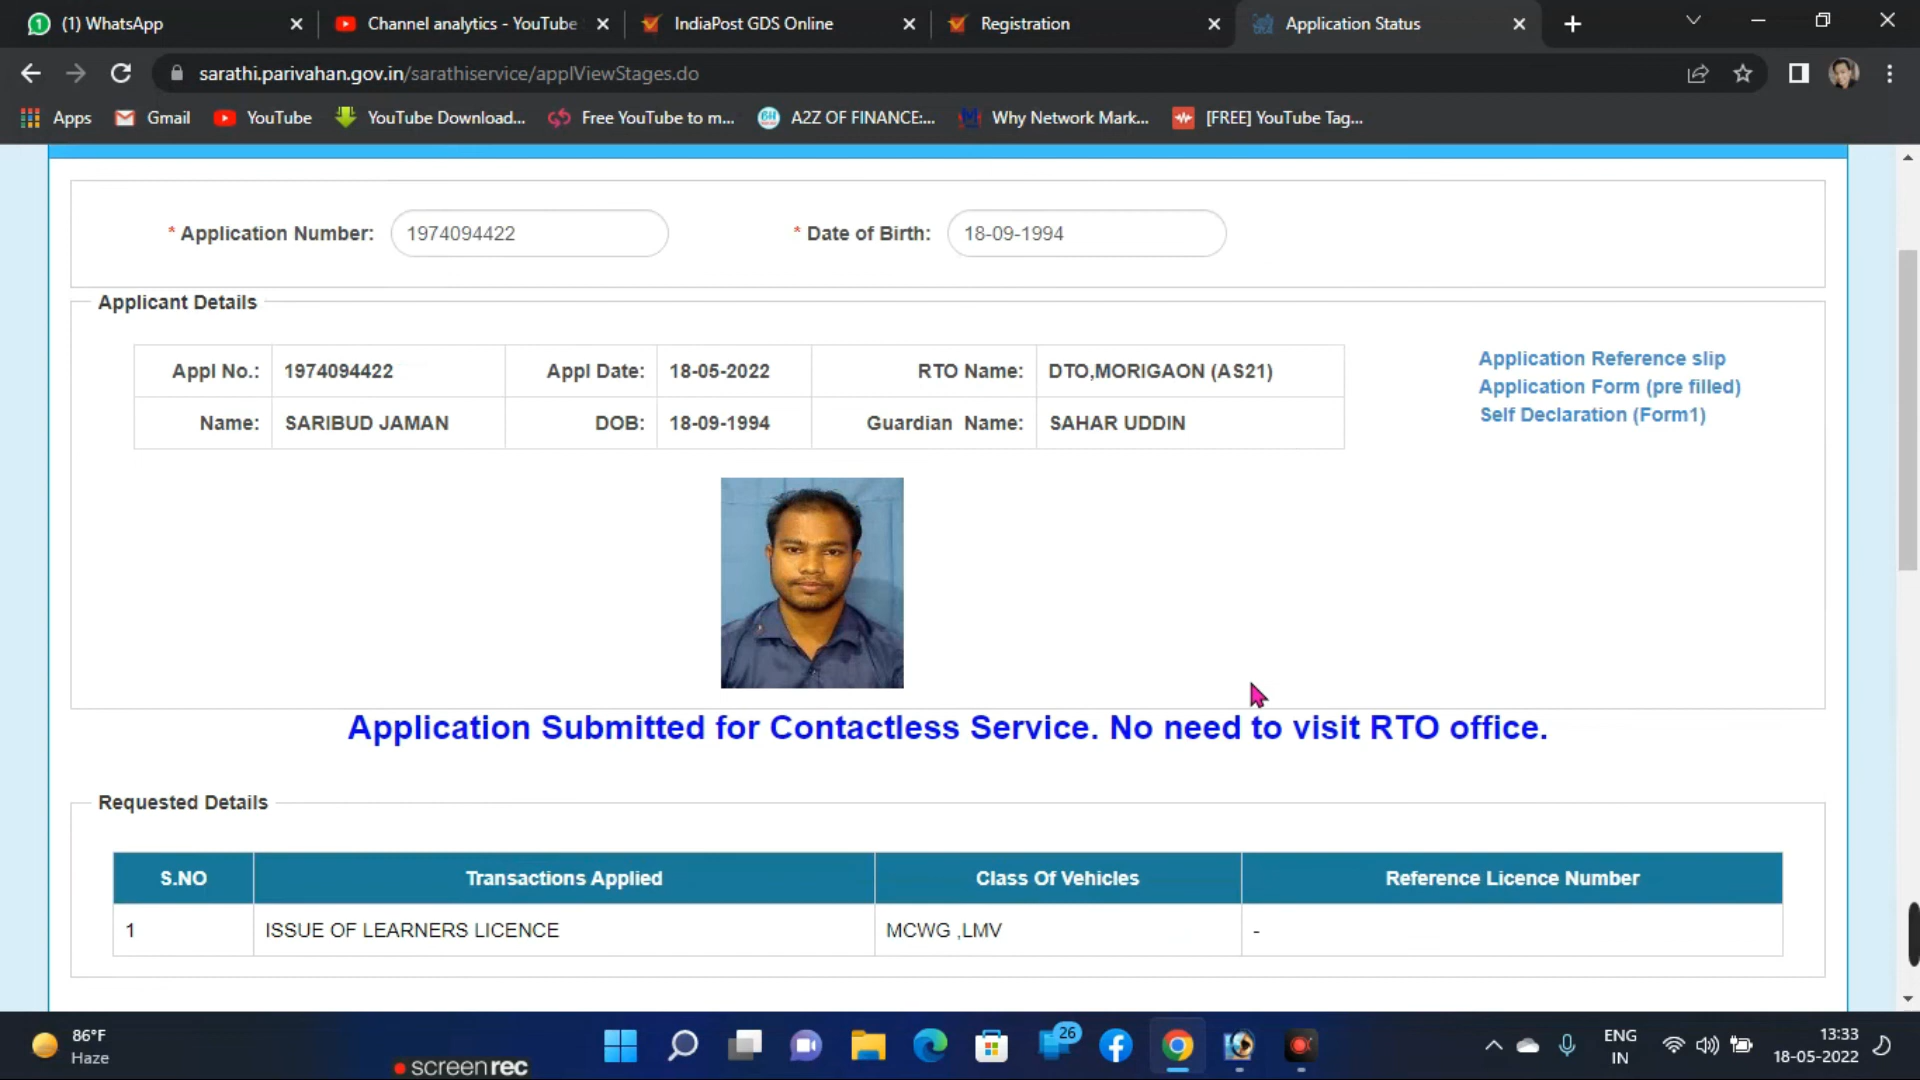 (1) WhatsApp
Channel analytics - YouTube
IndiaPost GDS Online
Registration
Application Status
sarathi.parivahan.gov.in/sarathiservice/applViewStages.do
Apps
Gmail
YouTube
YouTube Download...
Free YouTube to m...
A2Z OF FINANCE:...
Why Network Mark...
[FREE] YouTube Tag...
* Application Number: 1974094422
* Date of Birth: 18-09-1994
Applicant Details
Appl No.: 1974094422 Appl Date: 18-05-2022 RTO Name: DTO,MORIGAON (AS21)
Name: SARIBUD JAMAN DOB: 18-09-1994 Guardian Name: SAHAR UDDIN
Application Reference slip
Application Form (pre filled)
Self Declaration (Form1)
Application Submitted for Contactless Service. No need to visit RTO office.
Requested Details
S.NO Transactions Applied Class Of Vehicles Reference Licence Number
1 ISSUE OF LEARNERS LICENCE MCWG ,LMV -
86°F
Haze
screenrec
26
ENG
IN
13:33
18-05-2022